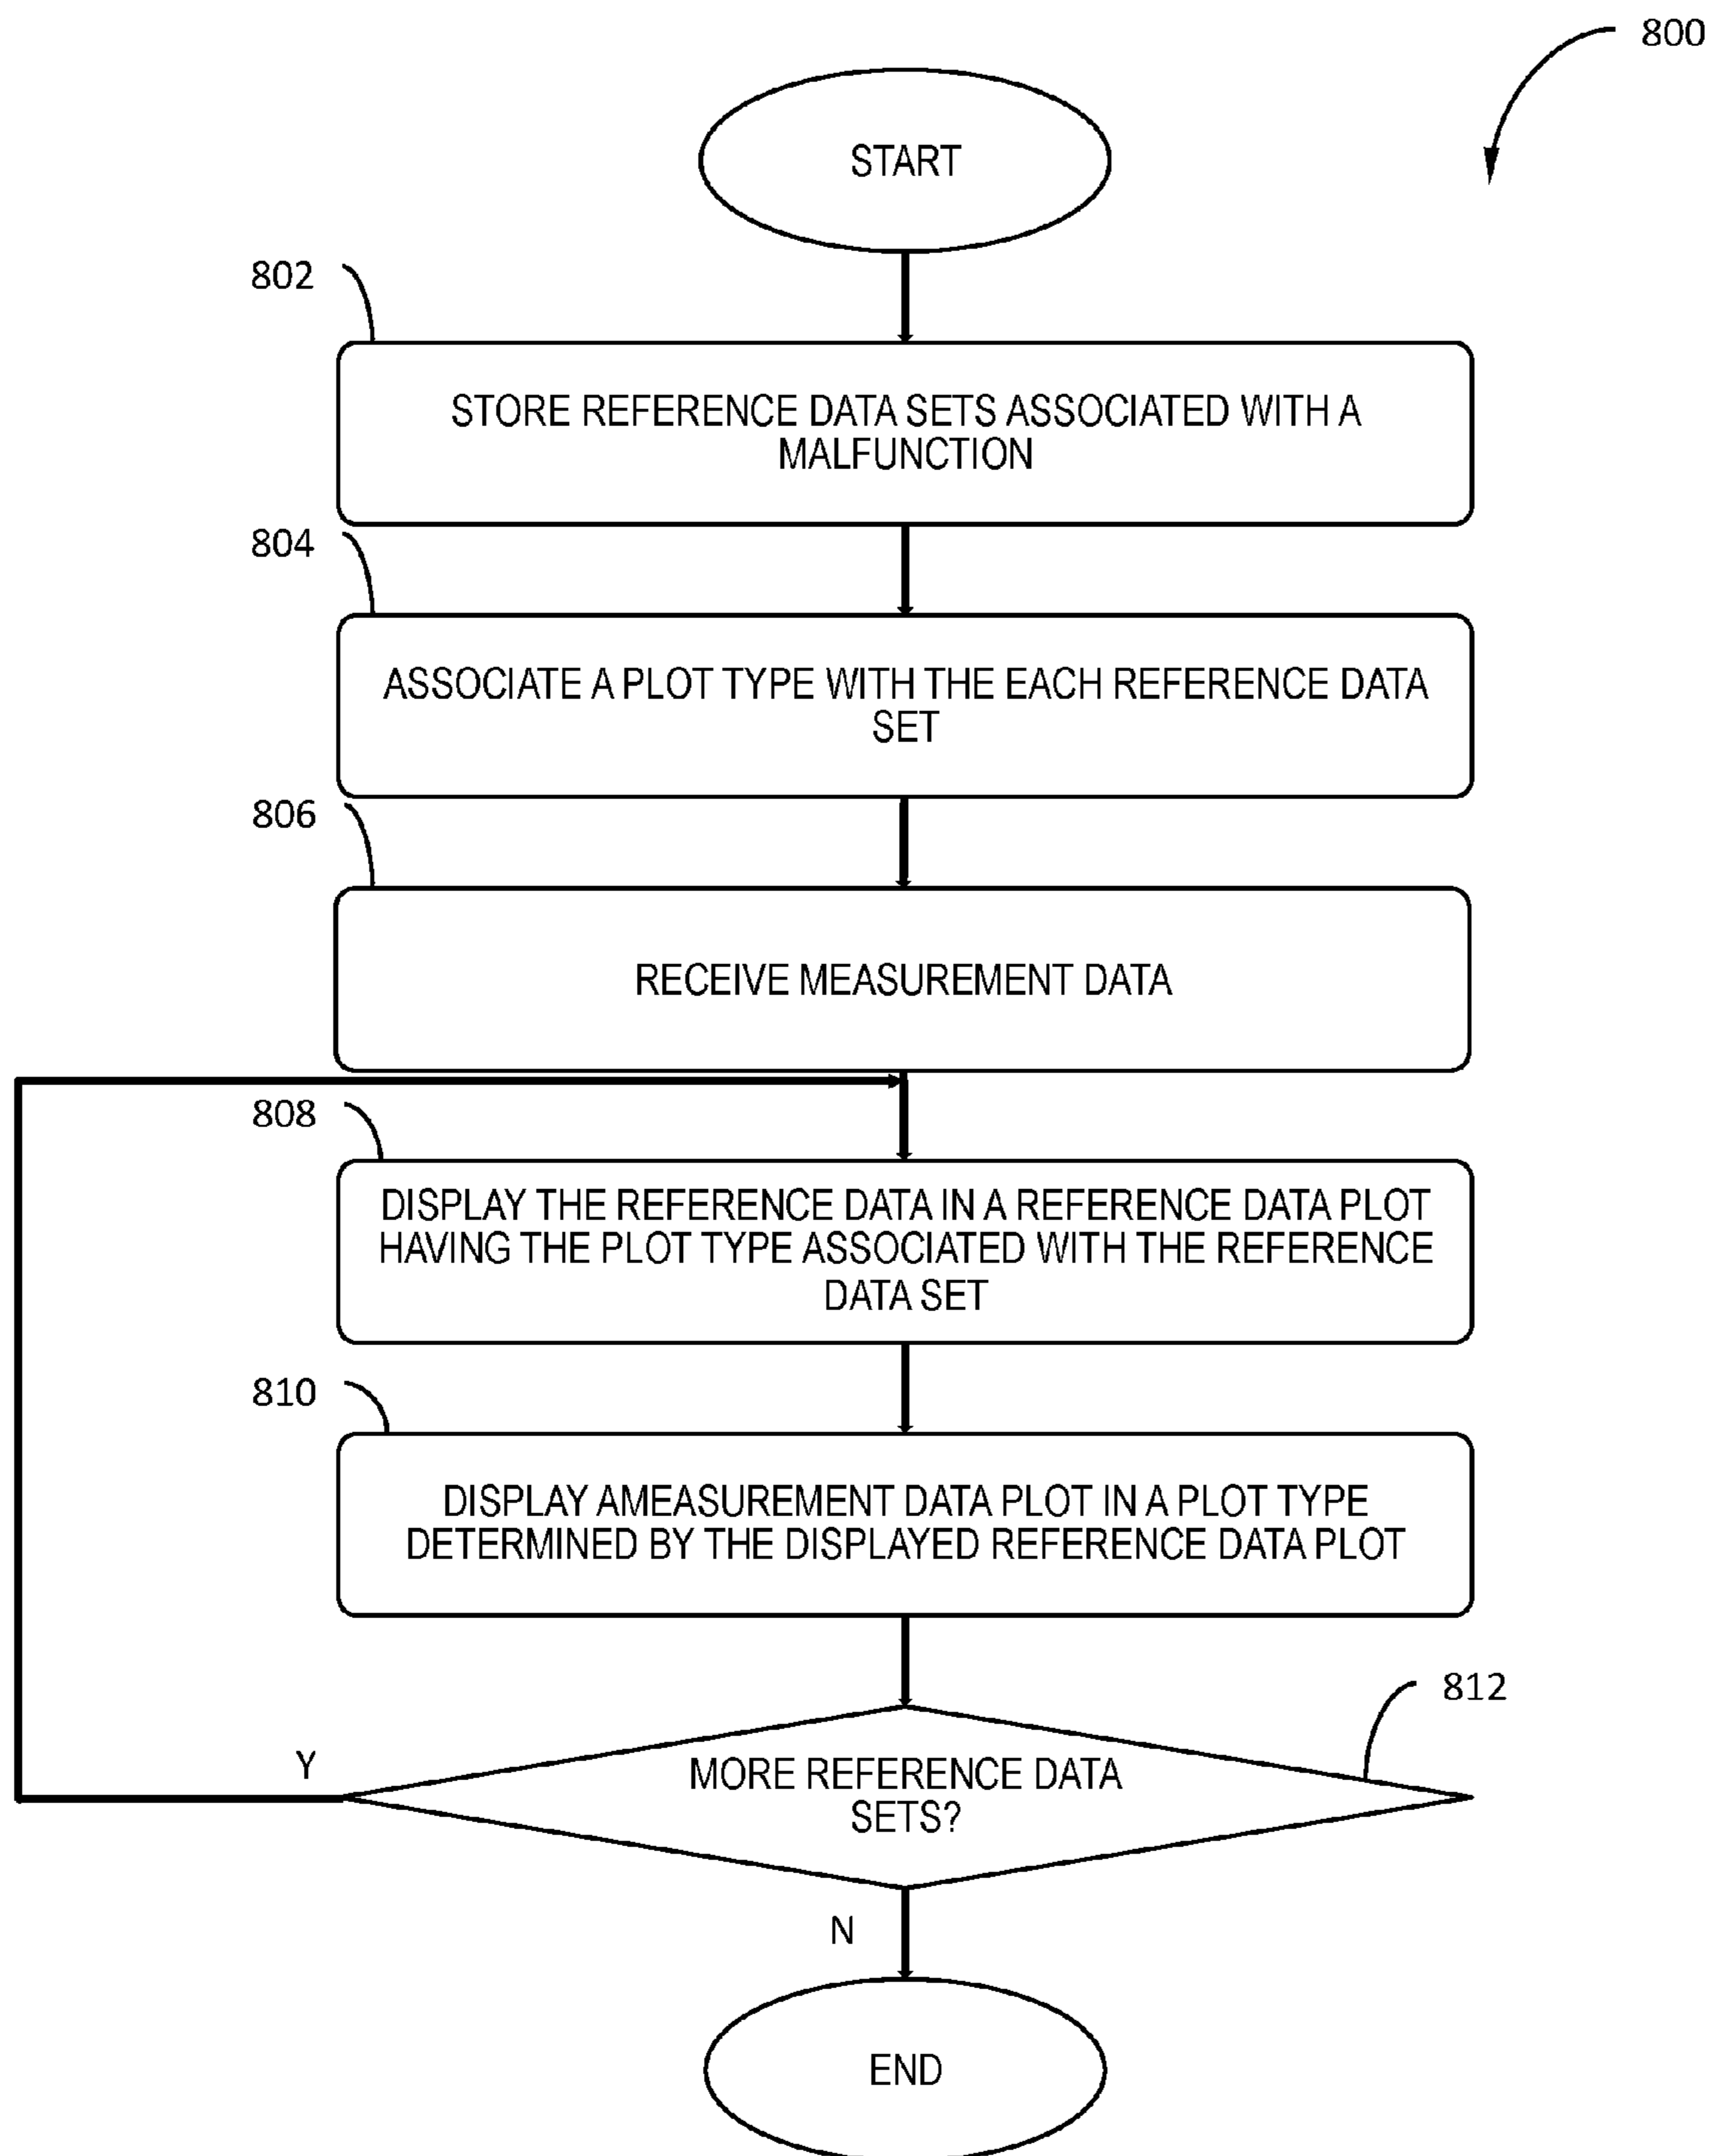 800
START
802
STORE REFERENCE DATA SETS ASSOCIATED WITH A
MALFUNCTION
804
ASSOCIATE A PLOT TYPE WITH THE EACH REFERENCE DATA
SET
806
RECEIVE MEASUREMENT DATA
808
DISPLAY THE REFERENCE DATA IN A REFERENCE DATA PLOT
HAVING THE PLOT TYPE ASSOCIATED WITH THE REFERENCE
DATA SET
810
DISPLAY AMEASUREMENT DATA PLOT IN A PLOT TYPE
DETERMINED BY THE DISPLAYED REFERENCE DATA PLOT
812
Y
MORE REFERENCE DATA
SETS?
N
END